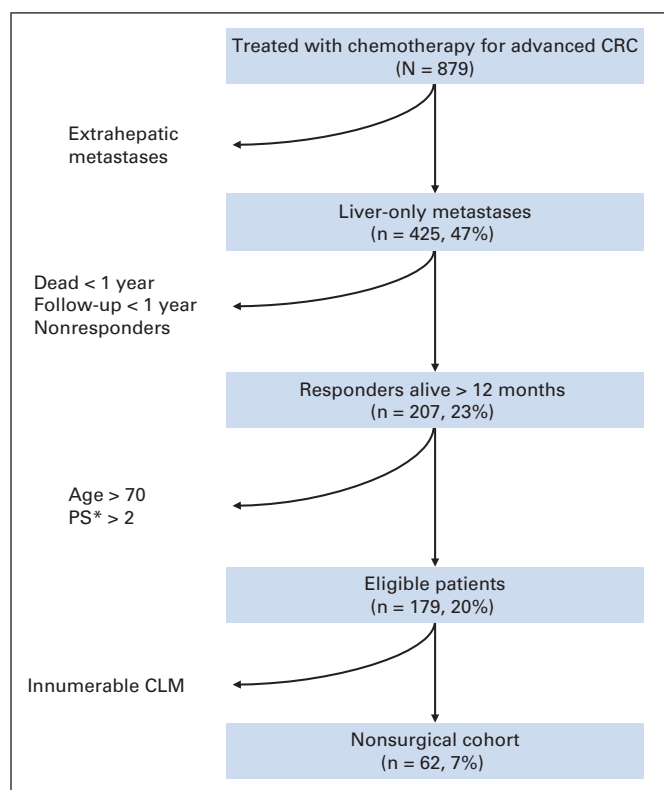 Treated with chemotherapy for advanced CRC
(N = 879)
Extrahepatic
metastases
Liver-only metastases
(n = 425, 47%)
Dead < 1 year
Follow-up < 1 year
Nonresponders
Responders alive > 12 months
(n = 207, 23%)
Age > 70
PS* > 2
Eligible patients
(n = 179, 20%)
Innumerable CLM
Nonsurgical cohort
(n = 62, 7%)